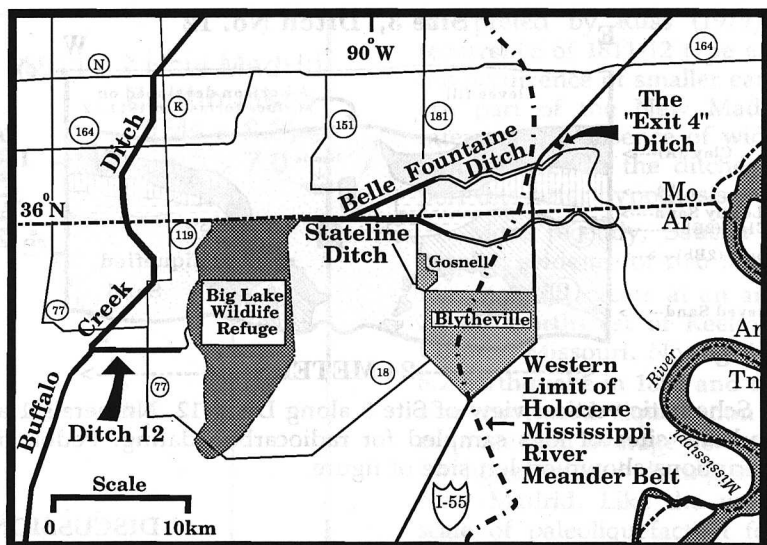 90°W
N
K
164
164
151
181
The
"Exit 4"
Ditch
Ditch
Belle Fountaine
Ditch
36°N
Mo
Ar
119
Stateline
Ditch
Gosnell
Big Lake
Wildlife
Refuge
Blytheville
77
Creek
Ar
Tn
River
Mississippi
18
77
Western
Limit of
Holocene
Mississippi
River
Meander Belt
Ditch 12
Buffalo
Scale
0
10km
I-55